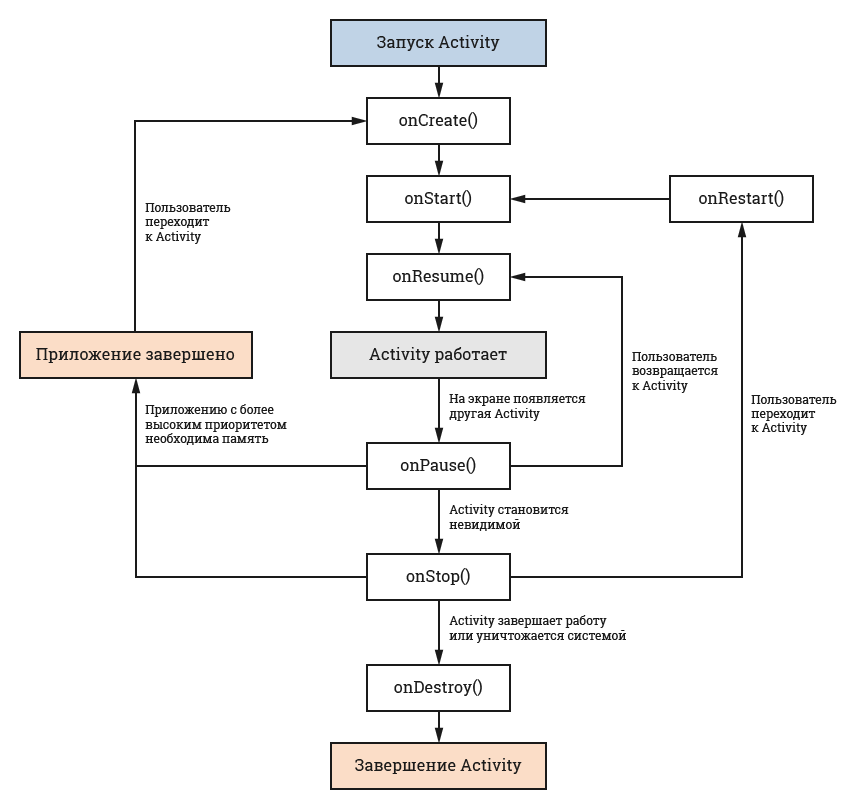 Запуск Activity
onCreate()
onStart()
onRestart()
Пользователь
переходит
к Activity
onResume()
Приложение завершено
Activity работает
Пользователь
возвращается
к Activity
На экране появляется
другая Activity
Пользователь
переходит
к Activity
Приложению с более
высоким приоритетом
необходима память
onPause()
Activity становится
невидимой
onStop()
Activity завершает работу
или уничтожается системой
onDestroy()
Завершение Activity